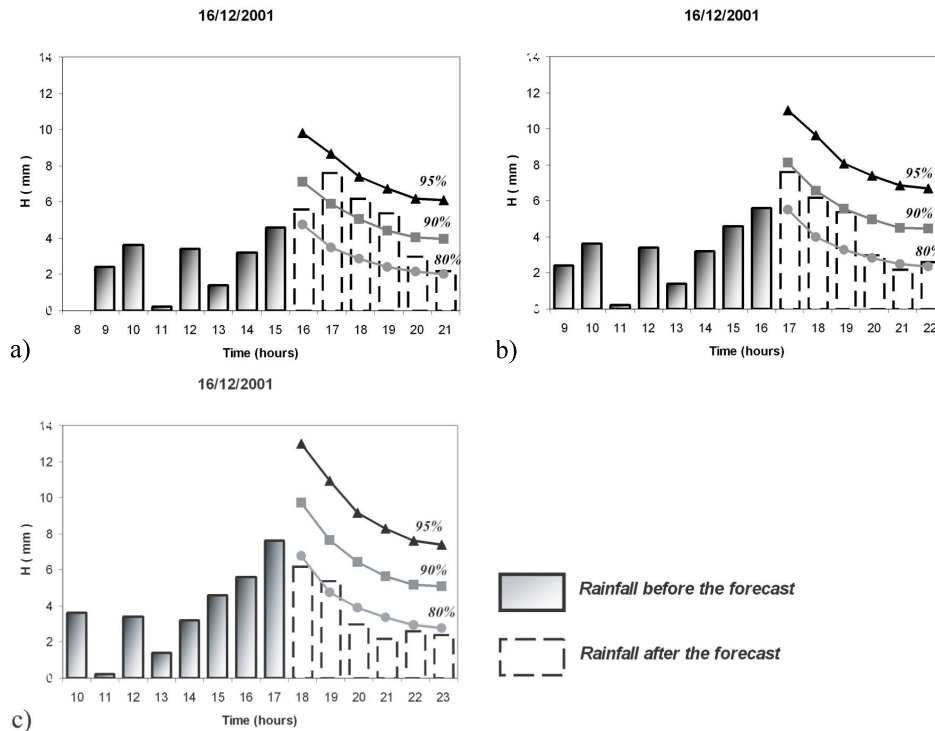 16/12/2001
14
12
10
8
6
4
2
0
H ( mm )
95%
90%
80%
8 9 10 11 12 13 14 15 16 17 18 19 20 21
Time (hours)
a)
16/12/2001
14
12
10
8
6
4
2
0
H ( mm )
95%
90%
80%
9 10 11 12 13 14 15 16 17 18 19 20 21 22
Time (hours)
b)
16/12/2001
14
12
10
8
6
4
2
0
H ( mm )
95%
90%
80%
10 11 12 13 14 15 16 17 18 19 20 21 22 23
Time (hours)
c)
Rainfall before the forecast
Rainfall after the forecast